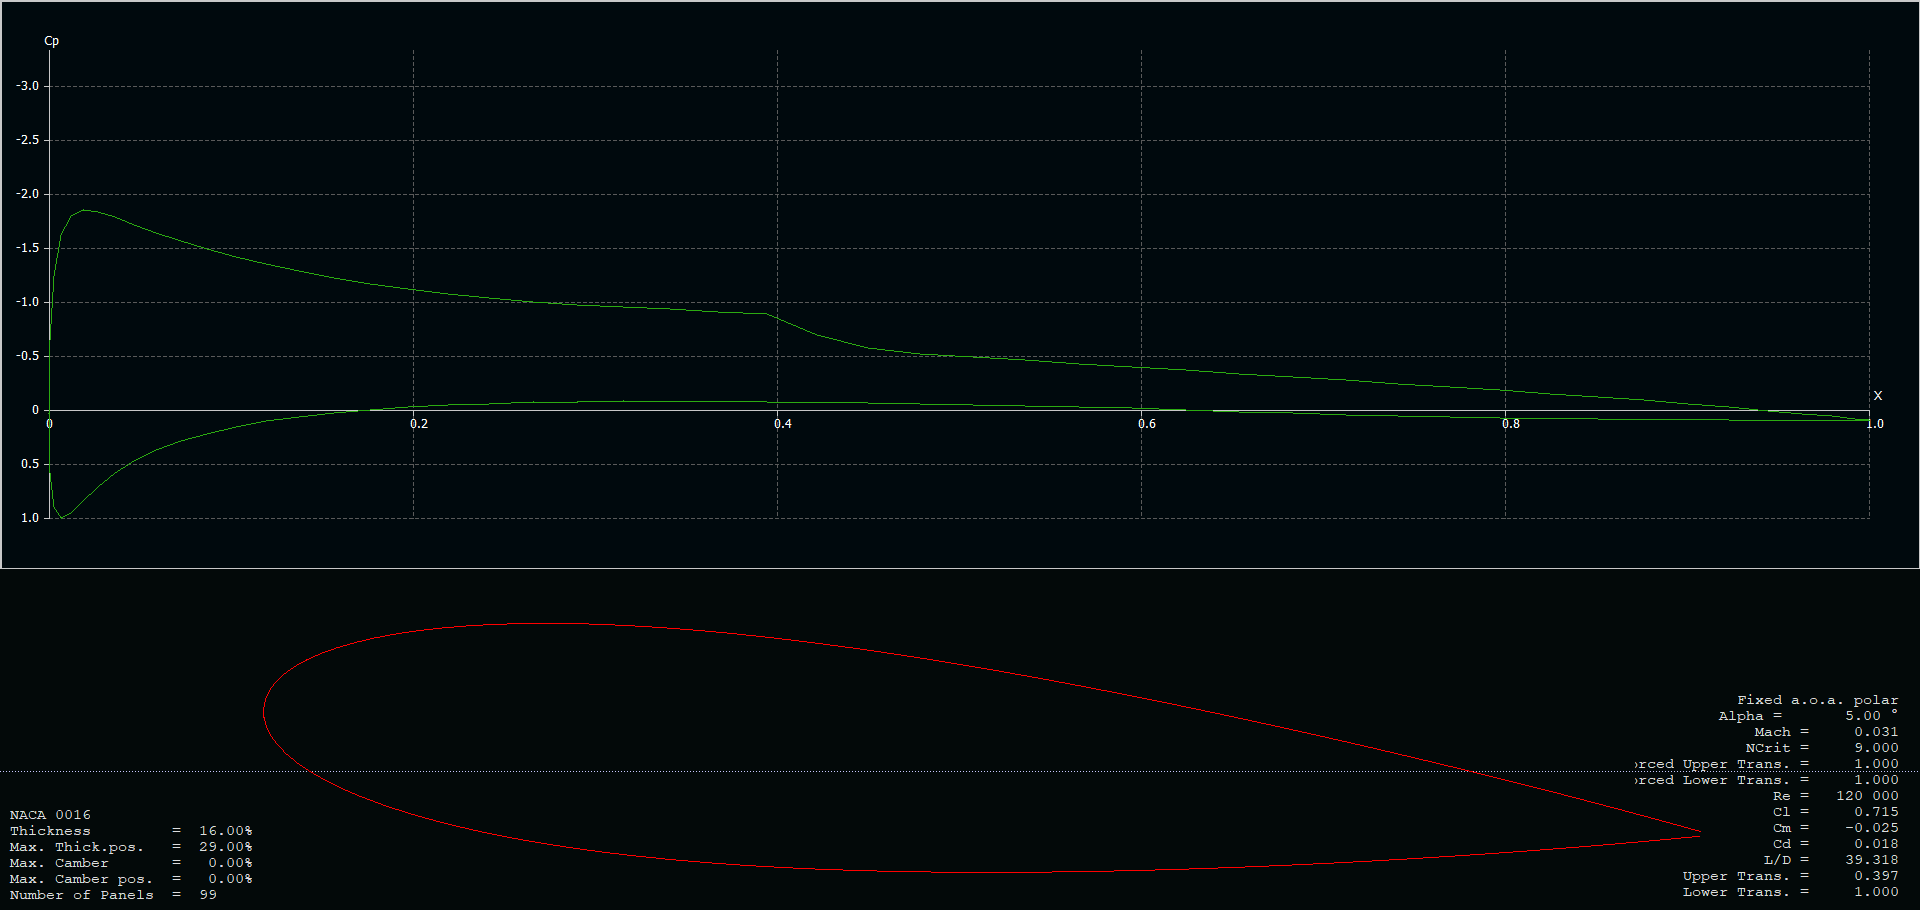 Cp
-3.0
-2.5
-2.0
-1.5
-1.0
-0.5
0
0.5
1.0
X
0 0.2 0.4 0.6 0.8 1.0
NACA 0016
Thickness = 16.00%
Max. Thick.pos. = 29.00%
Max. Camber = 0.00%
Max. Camber pos. = 0.00%
Number of Panels = 99
Fixed a.o.a. polar
Alpha = 5.00 °
Mach = 0.031
NCrit = 9.000
rced Upper Trans. = 1.000
rced Lower Trans. = 1.000
Re = 120 000
Cl = 0.715
Cm = -0.025
Cd = 0.018
L/D = 39.318
Upper Trans. = 0.397
Lower Trans. = 1.000